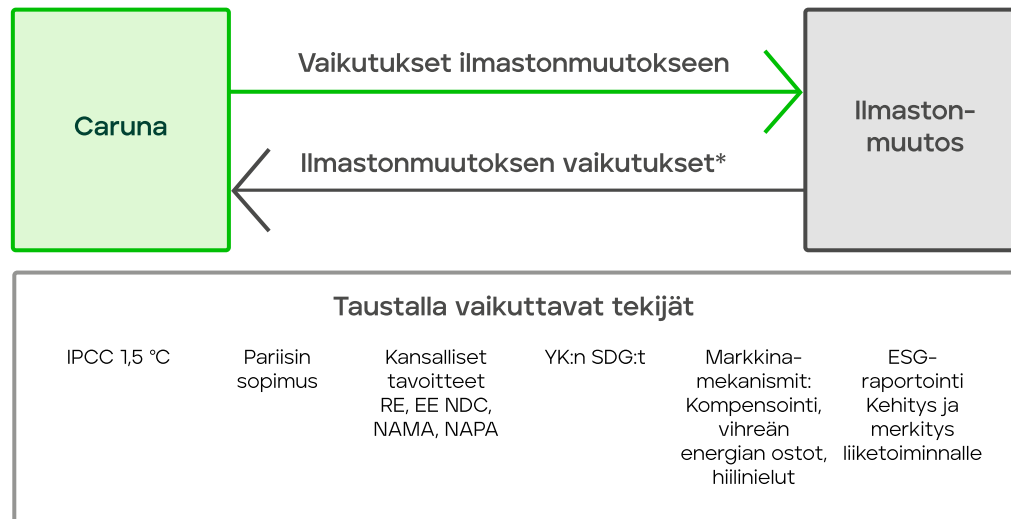 Caruna
Vaikutukset ilmastonmuutokseen
Ilmastonmuutoksen vaikutukset*
Ilmaston-
muutos
Taustalla vaikuttavat tekijät
IPCC 1,5 °C
Pariisin
sopimus
Kansalliset
tavoitteet
RE, EE NDC,
NAMA, NAPA
YK:n SDG:t
Markkina-
mekanismit:
Kompensointi,
vihreän
energian ostot,
hiilinielut
ESG-
raportointi
Kehitys ja
merkitys
liiketoiminnalle